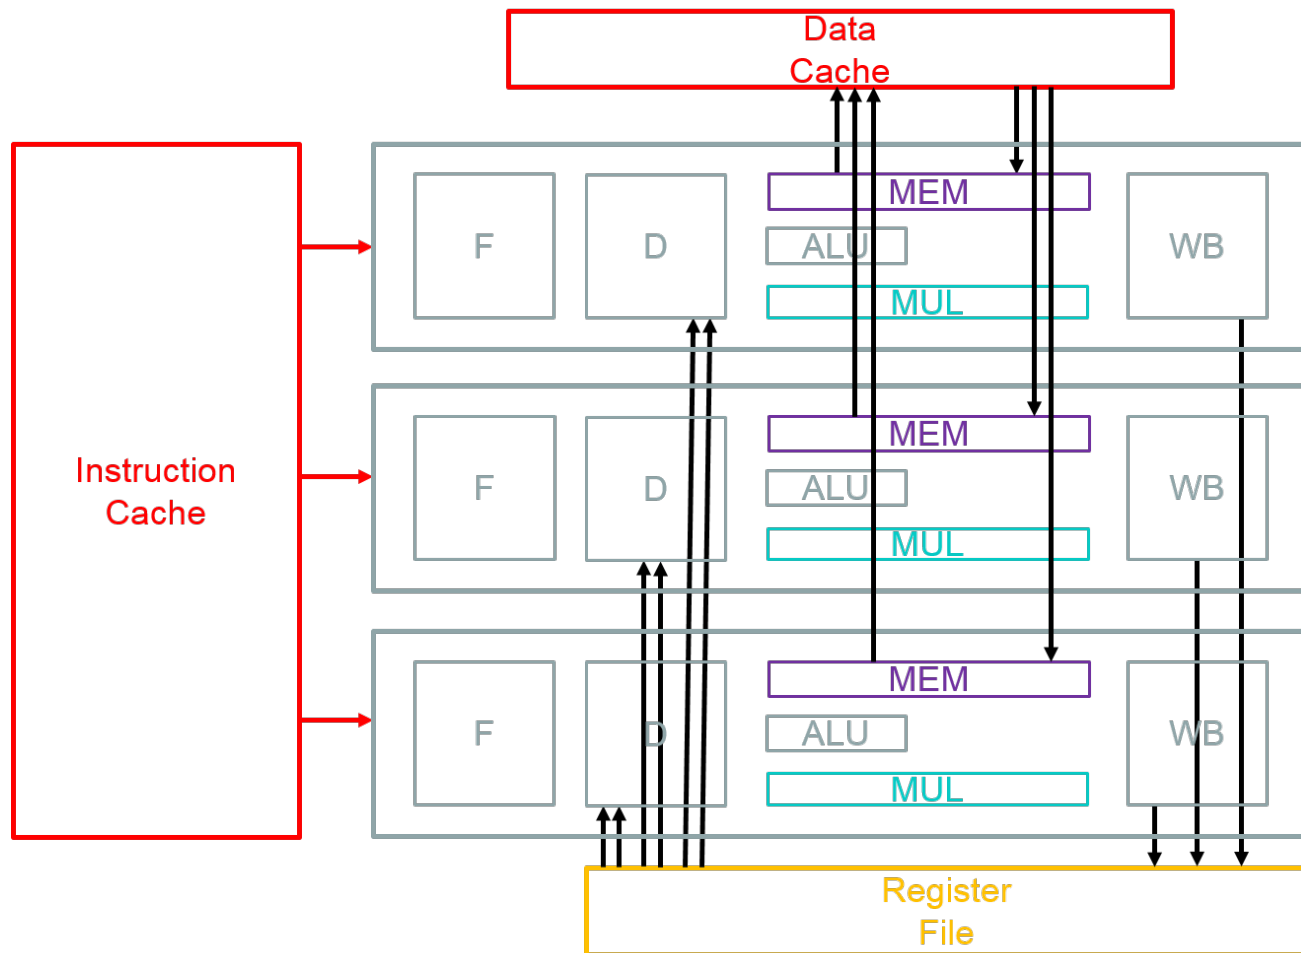 Data
Cache
MEM
F
D
ALU
WB
MUL
MEM
Instruction
Cache
F
D
ALU
WB
MUL
MEM
F
D
ALU
WB
MUL
Register
File